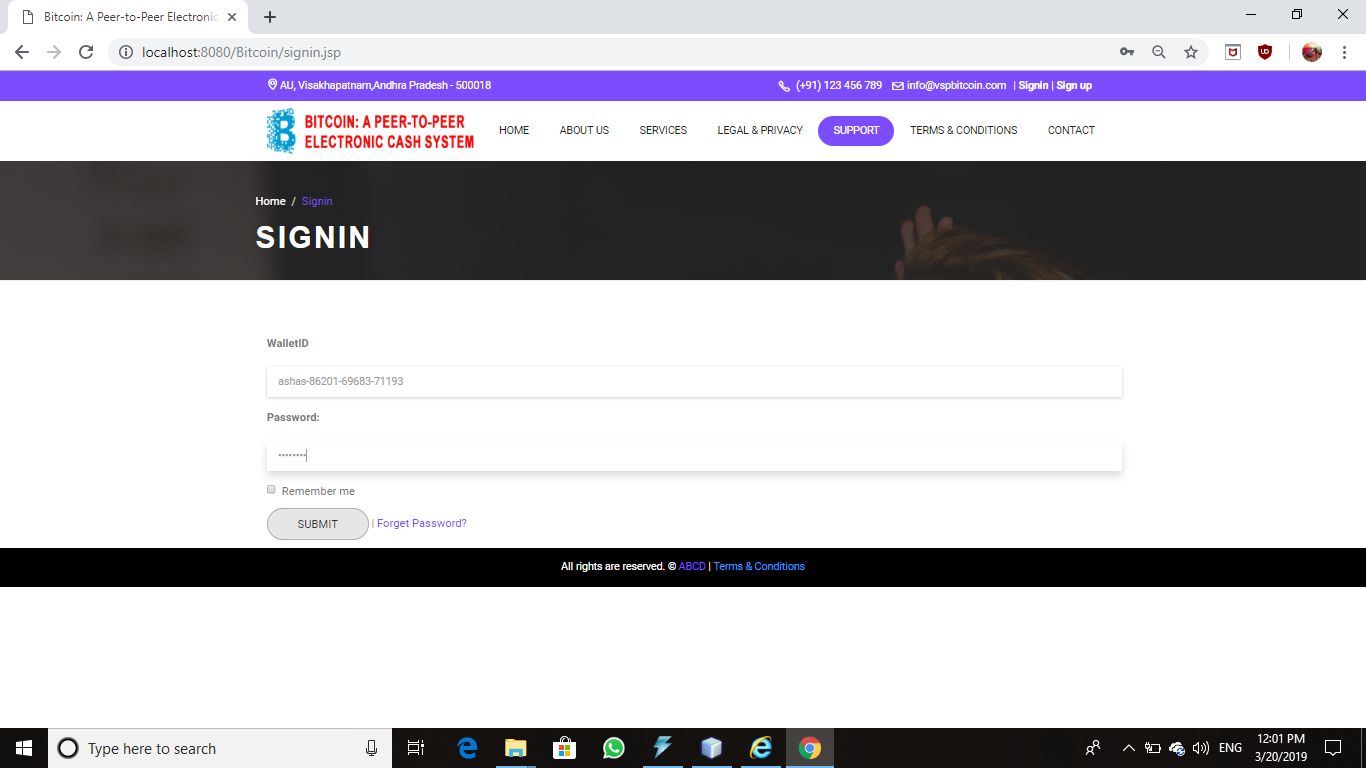 Bitcoin: A Peer-to-Peer Electronic
localhost:8080/Bitcoin/signin.jsp
AU, Visakhapatnam,Andhra Pradesh - 500018 (+91) 123 456 789 info@vspbitcoin.com | Signin | Sign up
BITCOIN: A PEER-TO-PEER
ELECTRONIC CASH SYSTEM
HOME ABOUT US SERVICES LEGAL & PRIVACY SUPPORT TERMS & CONDITIONS CONTACT
Home / Signin
SIGNIN
WalletID
ashas-86201-69683-71193
Password:
••••••••
Remember me
SUBMIT | Forget Password?
All rights are reserved. © ABCD | Terms & Conditions
Type here to search
ENG
12:01 PM
3/20/2019